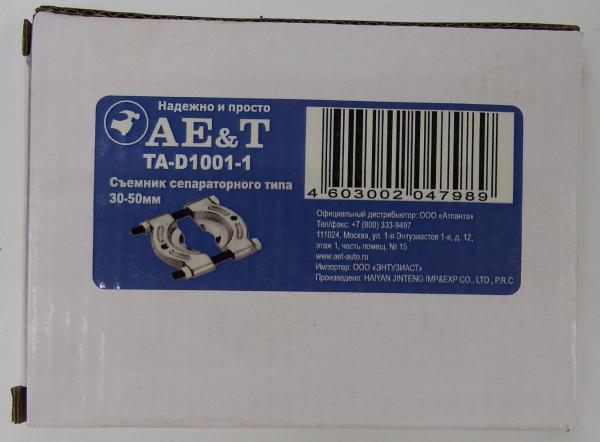 Надежно и просто
AE&T
TA-D1001-1
Съемник сепараторного типа
30-50мм
4 603002 047989
Официальный дистрибьютор: ООО «Атланта»
Тел/факс: +7 (800) 333-9497
111024, Москва, ул. 1-я Энтузиастов 1-я, д. 12,
этаж 1, часть помещ. № 15
www.aet-auto.ru
Импортер: ООО «ЭНТУЗИАСТ»
Произведено: HAIYAN JINTENG IMP&EXP CO., LTD., P.R.C